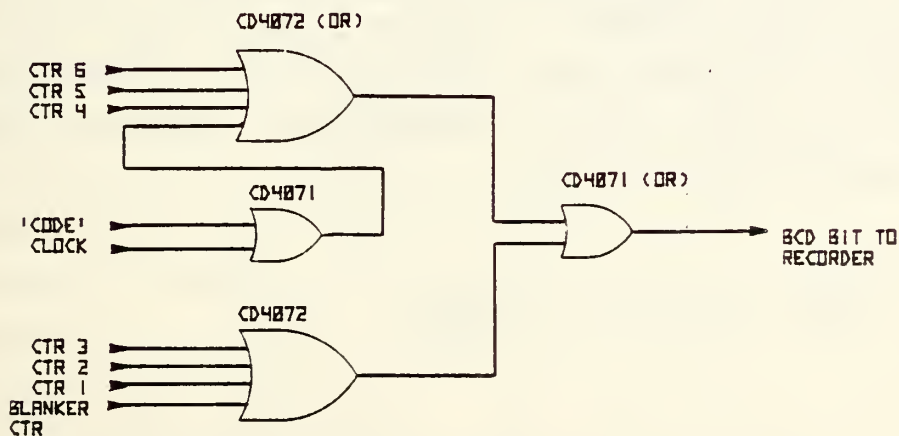 CD4072 (OR)
CTR 6
CTR 5
CTR 4
CD4071
CD4071 (OR)
'CODE'
CLOCK
BCD BIT TO
RECORDER
CD4072
CTR 3
CTR 2
CTR 1
BLANKER
CTR